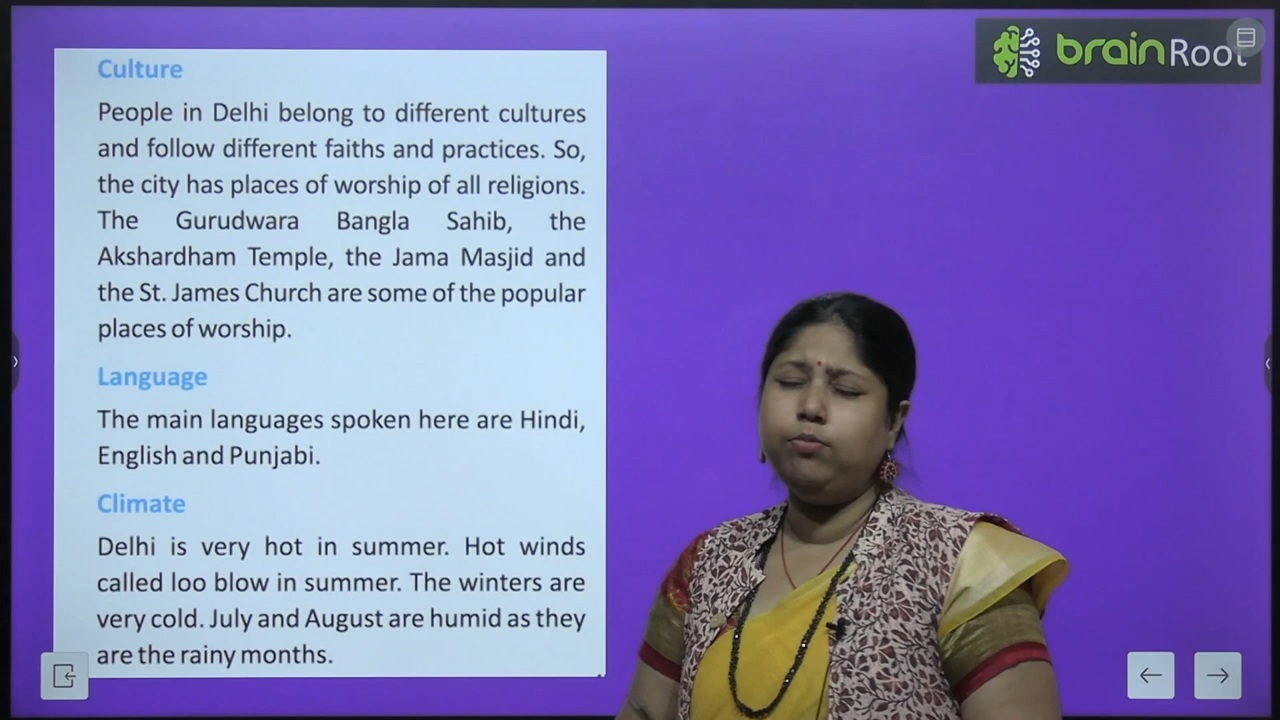 brainRoot
Culture
People in Delhi belong to different cultures
and follow different faiths and practices. So,
the city has places of worship of all religions.
The Gurudwara Bangla Sahib, the
Akshardham Temple, the Jama Masjid and
the St. James Church are some of the popular
places of worship.
Language
The main languages spoken here are Hindi,
English and Punjabi.
Climate
Delhi is very hot in summer. Hot winds
called loo blow in summer. The winters are
very cold. July and August are humid as they
are the rainy months.